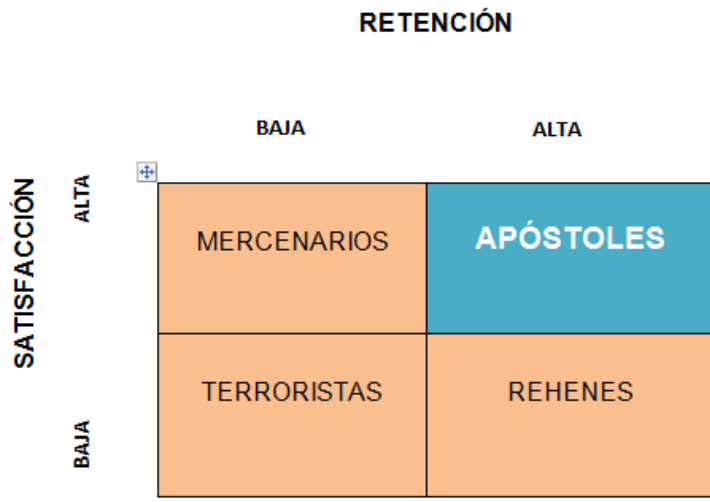 RETENCIÓN
BAJA ALTA
SATISFACCIÓN
ALTA
MERCENARIOS APÓSTOLES
BAJA
TERRORISTAS REHENES